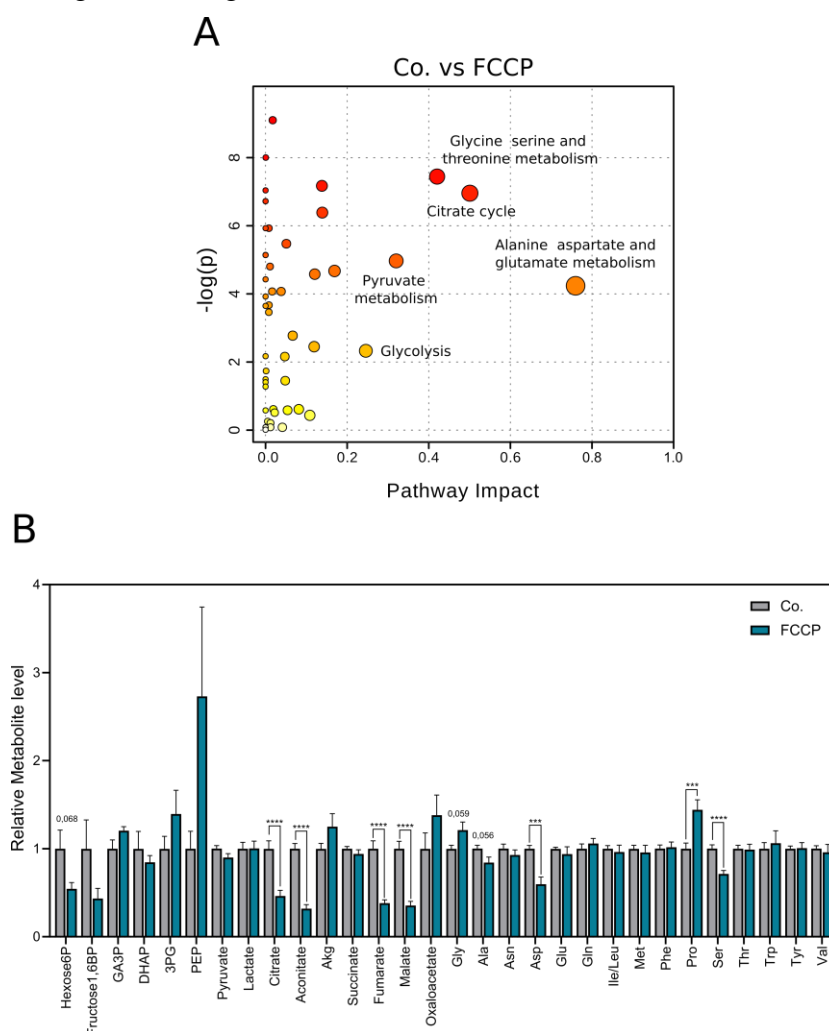 A
Co. vs FCCP
Glycine serine and
threonine metabolism
Citrate cycle
Alanine aspartate and
glutamate metabolism
Pyruvate
metabolism
Glycolysis
-log(p)
8
6
4
2
0
0.0 0.2 0.4 0.6 0.8 1.0
Pathway Impact
B
Relative Metabolite level
4
3
2
1
0
Co.
FCCP
0,068
****
****
****
****
0,059
0,056
***
***
****
Hexose6P
Fructose1,6BP
GA3P
DHAP
3PG
PEP
Pyruvate
Lactate
Citrate
Aconitate
Akg
Succinate
Fumarate
Malate
Oxaloacetate
Gly
Ala
Asn
Asp
Glu
Gln
Ile/Leu
Met
Phe
Pro
Ser
Thr
Trp
Tyr
Val